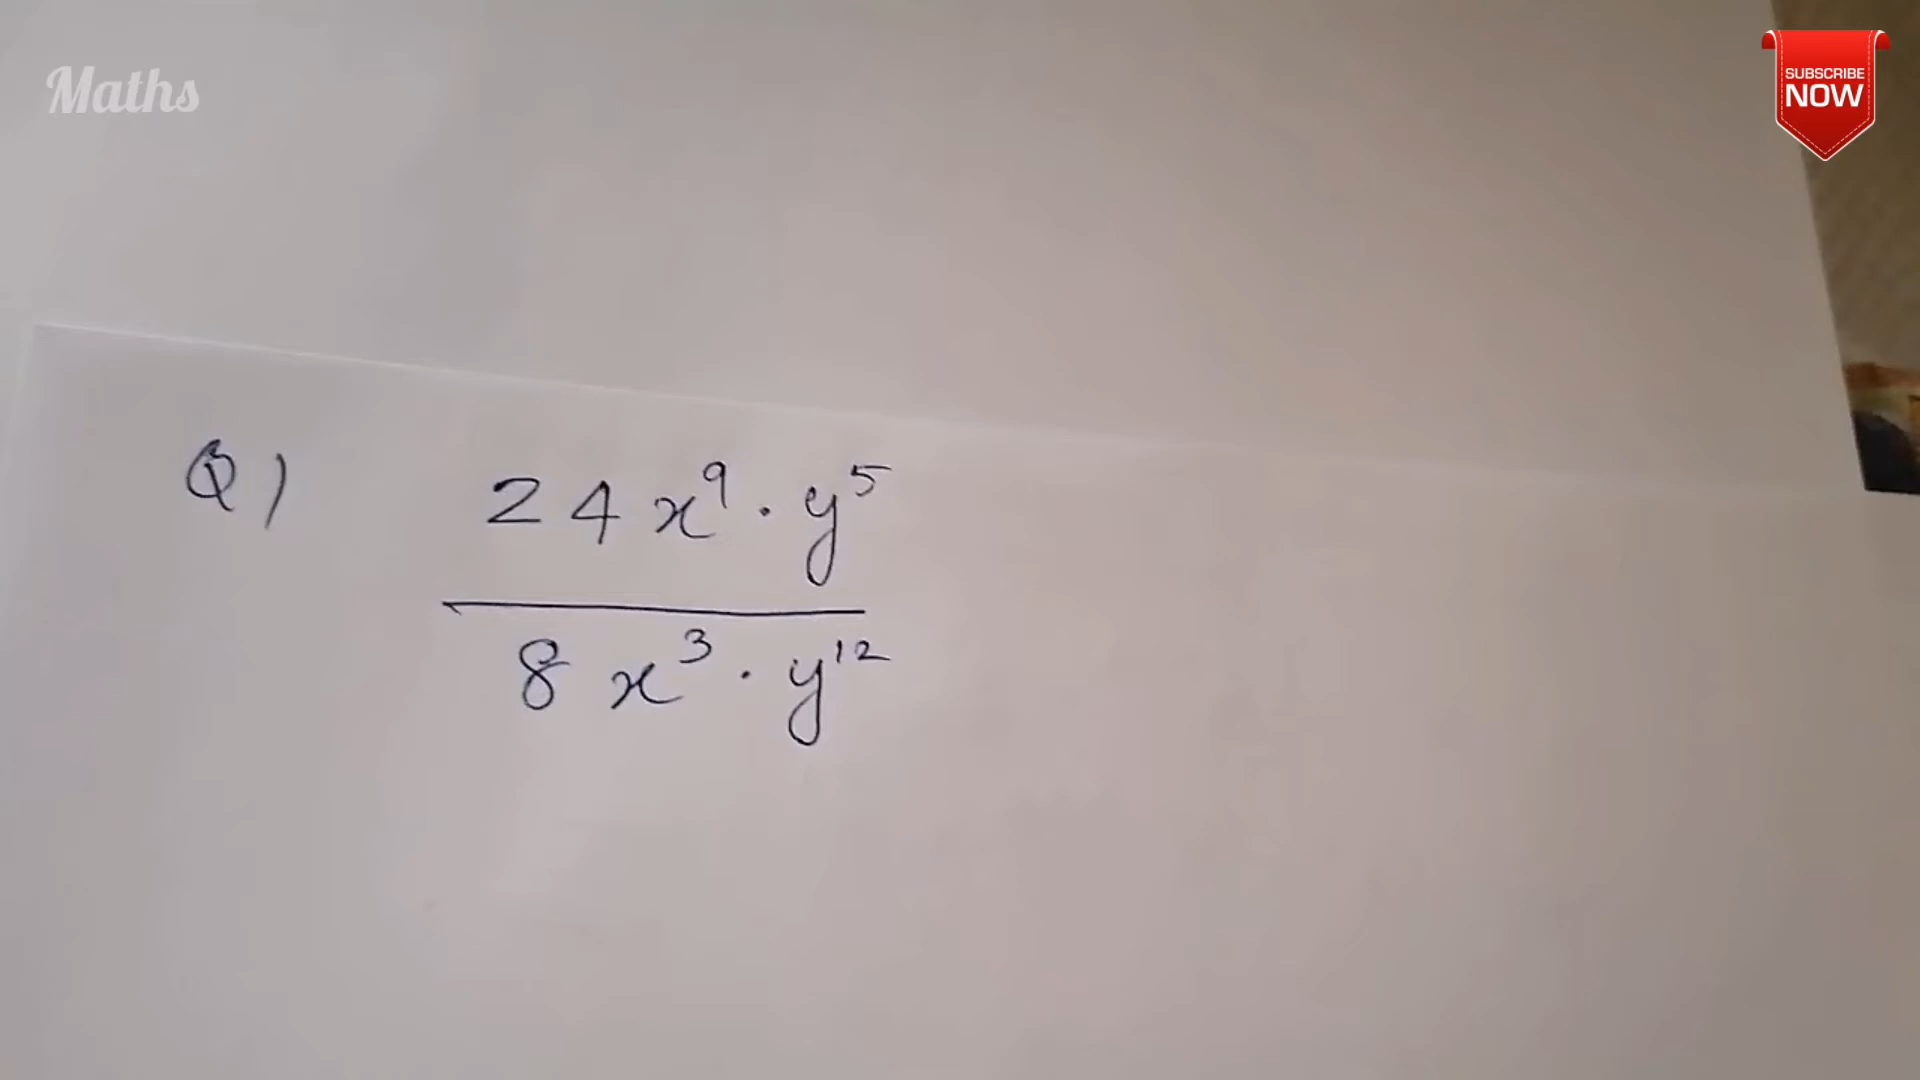 Maths
SUBSCRIBE
NOW
Q) 24x⁹ · y⁵
8x³ · y¹²